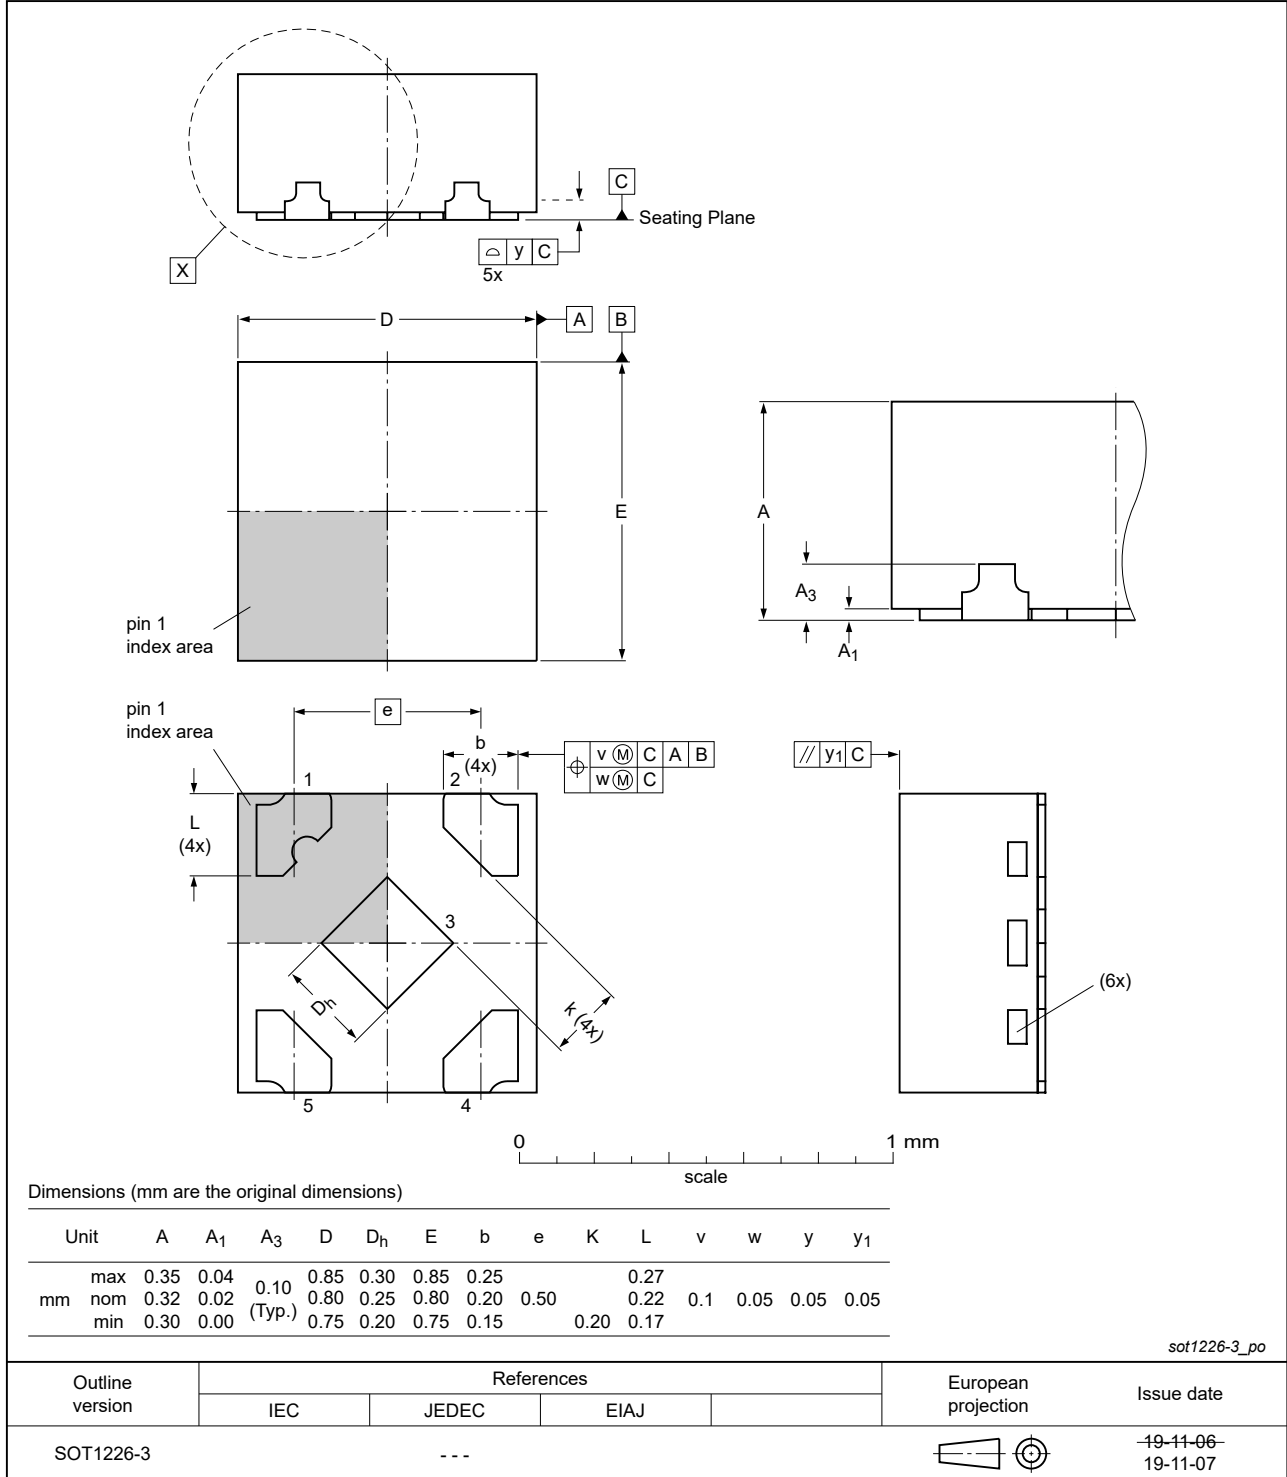 C
Seating Plane
y C
5x
X
D
A
B
E
pin 1
index area
A
A3
A1
pin 1
index area
e
b
(4x)
v Ⓜ C A B
w Ⓜ C
// y1 C
1
2
L
(4x)
3
Dh
k (4x)
(6x)
5
4
0
1 mm
scale
Dimensions (mm are the original dimensions)
Unit A A1 A3 D Dh E b e K L v w y y1
mm
max 0.35 0.04 0.10 (Typ.) 0.85 0.30 0.85 0.25 0.27
nom 0.32 0.02 0.80 0.25 0.80 0.20 0.50 0.22 0.1 0.05 0.05 0.05
min 0.30 0.00 0.75 0.20 0.75 0.15 0.20 0.17
sot1226-3_po
Outline
version
References
IEC JEDEC EIAJ
European
projection
Issue date
SOT1226-3
- - -
19-11-06
19-11-07